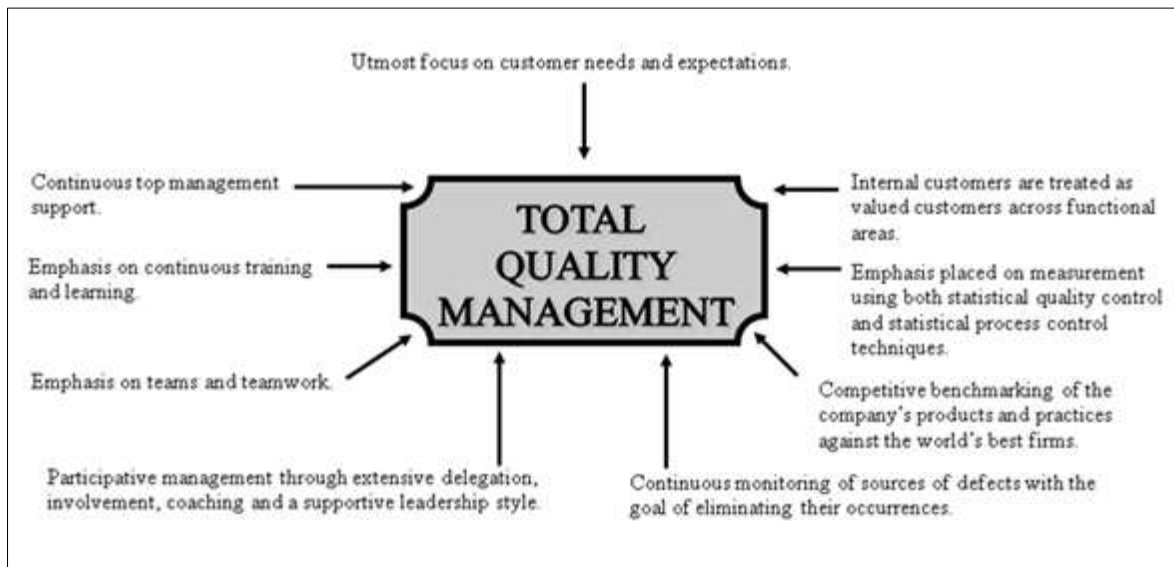 Utmost focus on customer needs and expectations.
Continuous top management
support.
Emphasis on continuous training
and learning.
Emphasis on teams and teamwork.
Participative management through extensive delegation,
involvement, coaching and a supportive leadership style.
TOTAL
QUALITY
MANAGEMENT
Internal customers are treated as
valued customers across functional
areas.
Emphasis placed on measurement
using both statistical quality control
and statistical process control
techniques.
Competitive benchmarking of the
company's products and practices
against the world's best firms.
Continuous monitoring of sources of defects with the
goal of eliminating their occurrences.